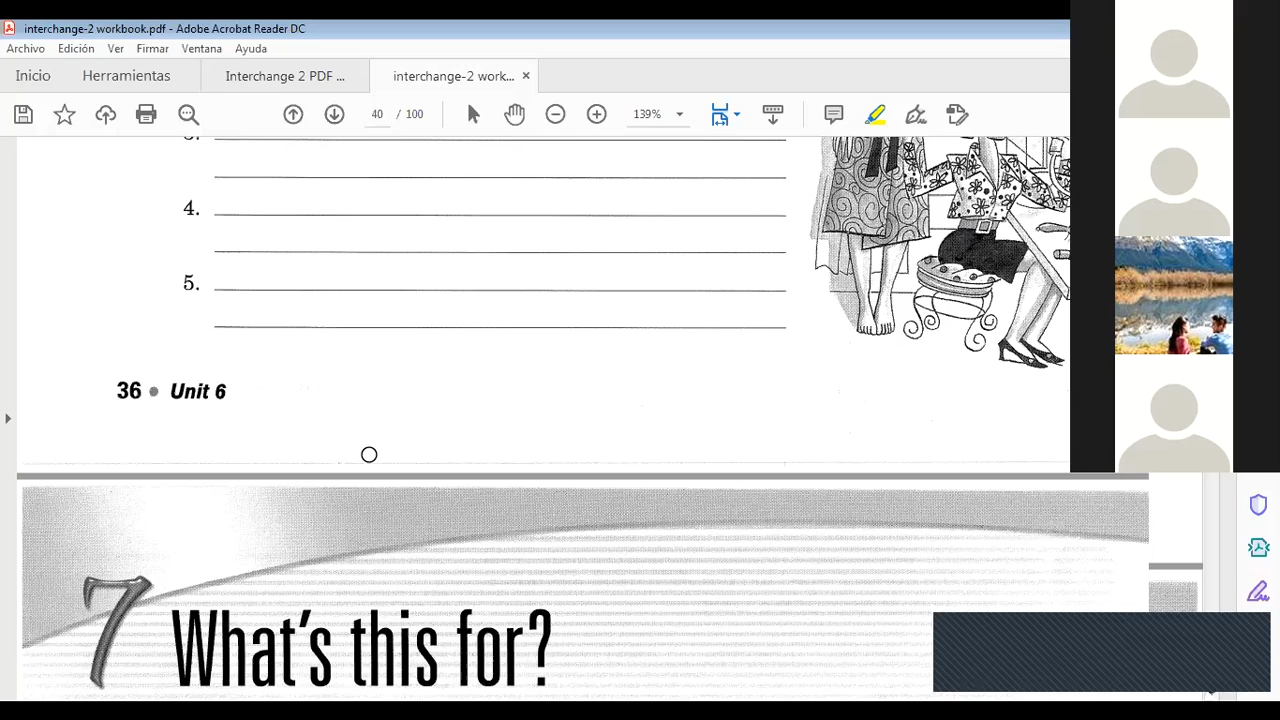 interchange-2 workbook.pdf - Adobe Acrobat Reader DC
Archivo Edición Ver Firmar Ventana Ayuda
Inicio Herramientas Interchange 2 PDF ... interchange-2 work... ×
40 / 100 139%
4.
5.
36 • Unit 6
7 What's this for?